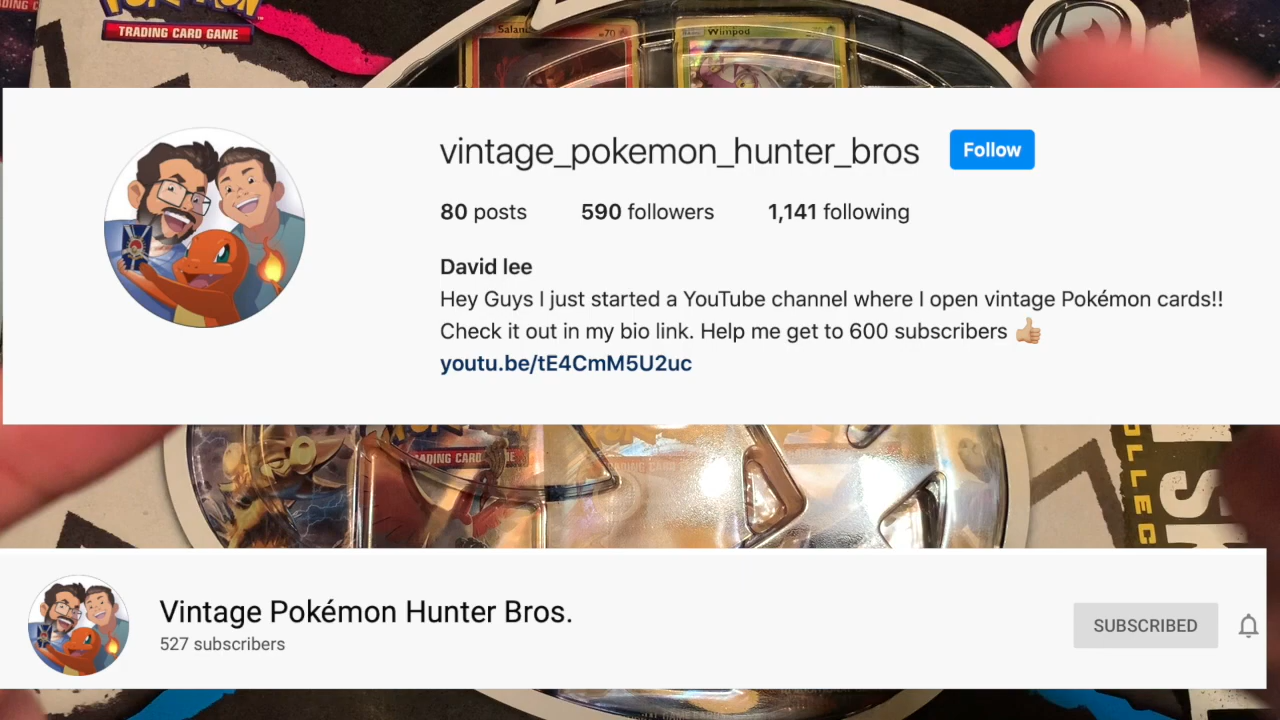 POKÉMON
TRADING CARD GAME
Wimpod
vintage_pokemon_hunter_bros
Follow
80 posts 590 followers 1,141 following
David lee
Hey Guys I just started a YouTube channel where I open vintage Pokémon cards!!
Check it out in my bio link. Help me get to 600 subscribers 👍🏼
youtu.be/tE4CmM5U2uc
Vintage Pokémon Hunter Bros.
527 subscribers
SUBSCRIBED